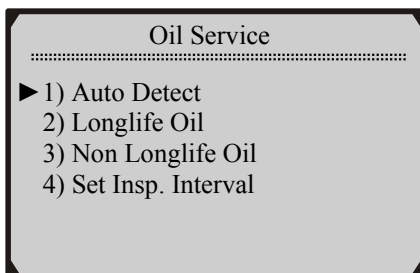 Oil Service
►1) Auto Detect
2) Longlife Oil
3) Non Longlife Oil
4) Set Insp. Interval